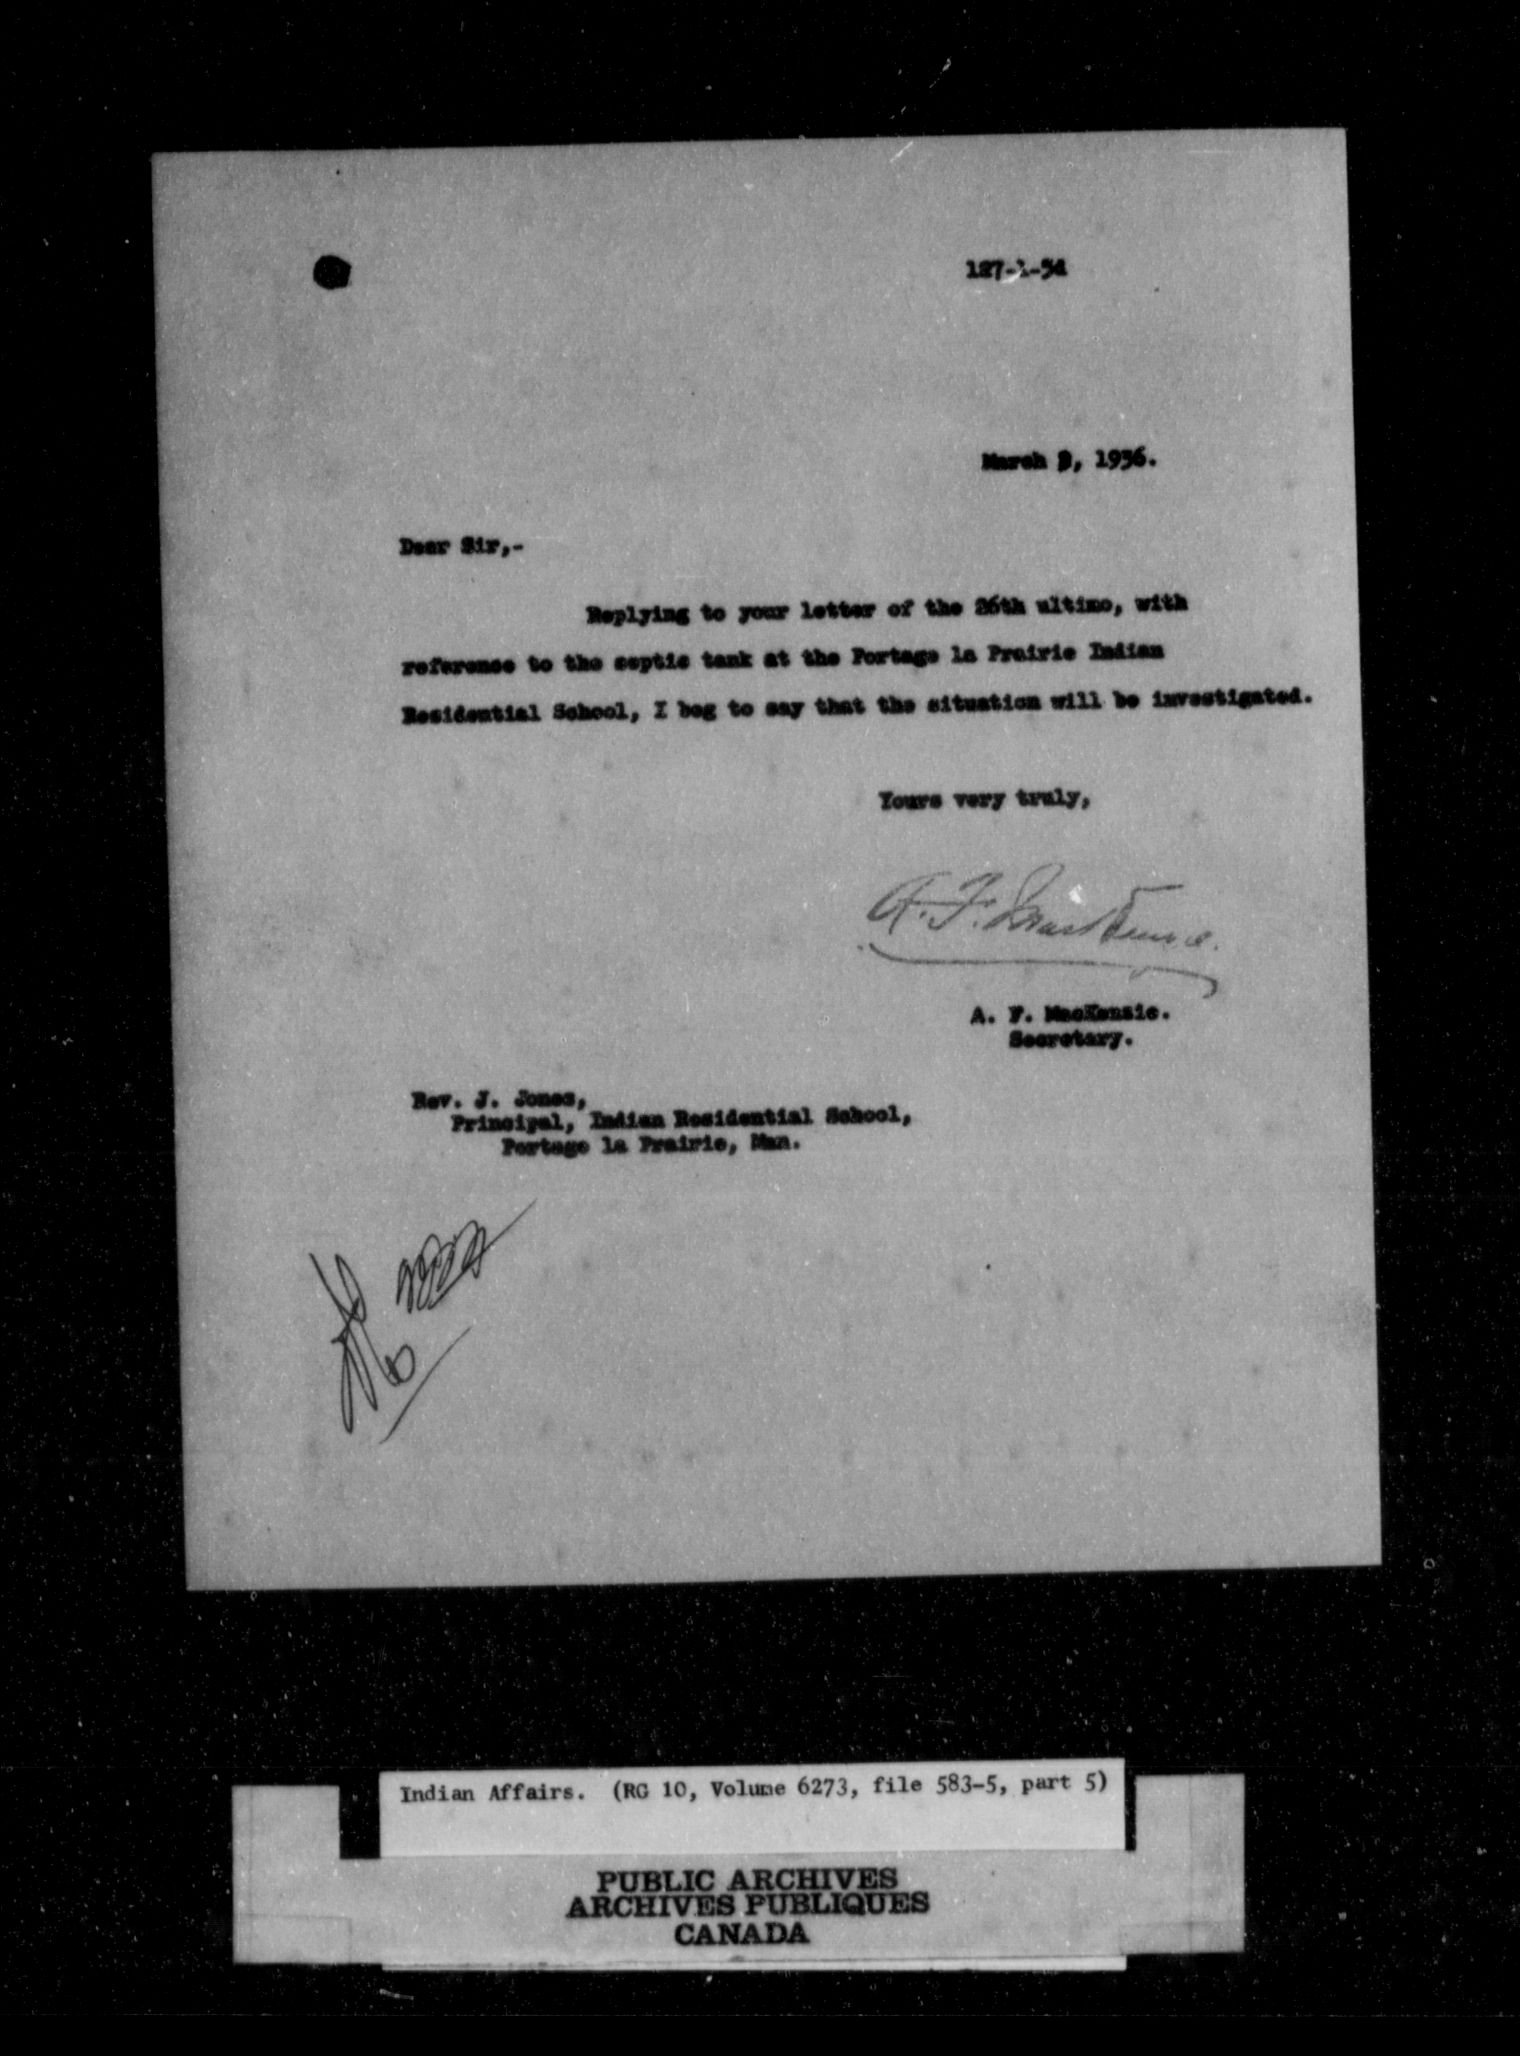 127-1-5d
March 3, 1936.
Dear Sir,-
Replying to your letter of the 26th ultimo, with
reference to the septic tank at the Portage la Prairie Indian
Residential School, I beg to say that the situation will be investigated.
Yours very truly,
A. F. MacKenzie.
A. F. MacKenzie.
Secretary.
Rev. J. Jones,
Principal, Indian Residential School,
Portage la Prairie, Man.
Indian Affairs. (RG 10, Volume 6273, file 583-5, part 5)
PUBLIC ARCHIVES
ARCHIVES PUBLIQUES
CANADA